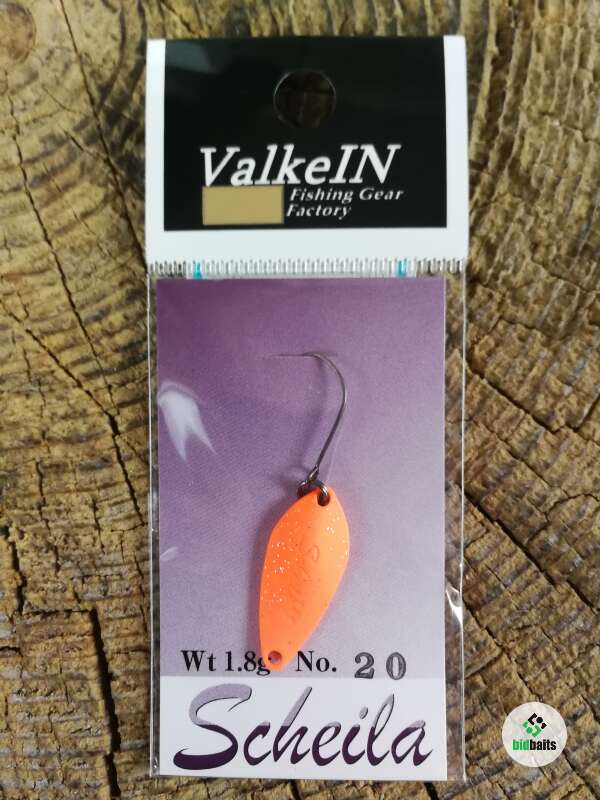 ValkeIN
Fishing Gear
Factory
Wt 1.8g No. 20
Scheila
bidbaits